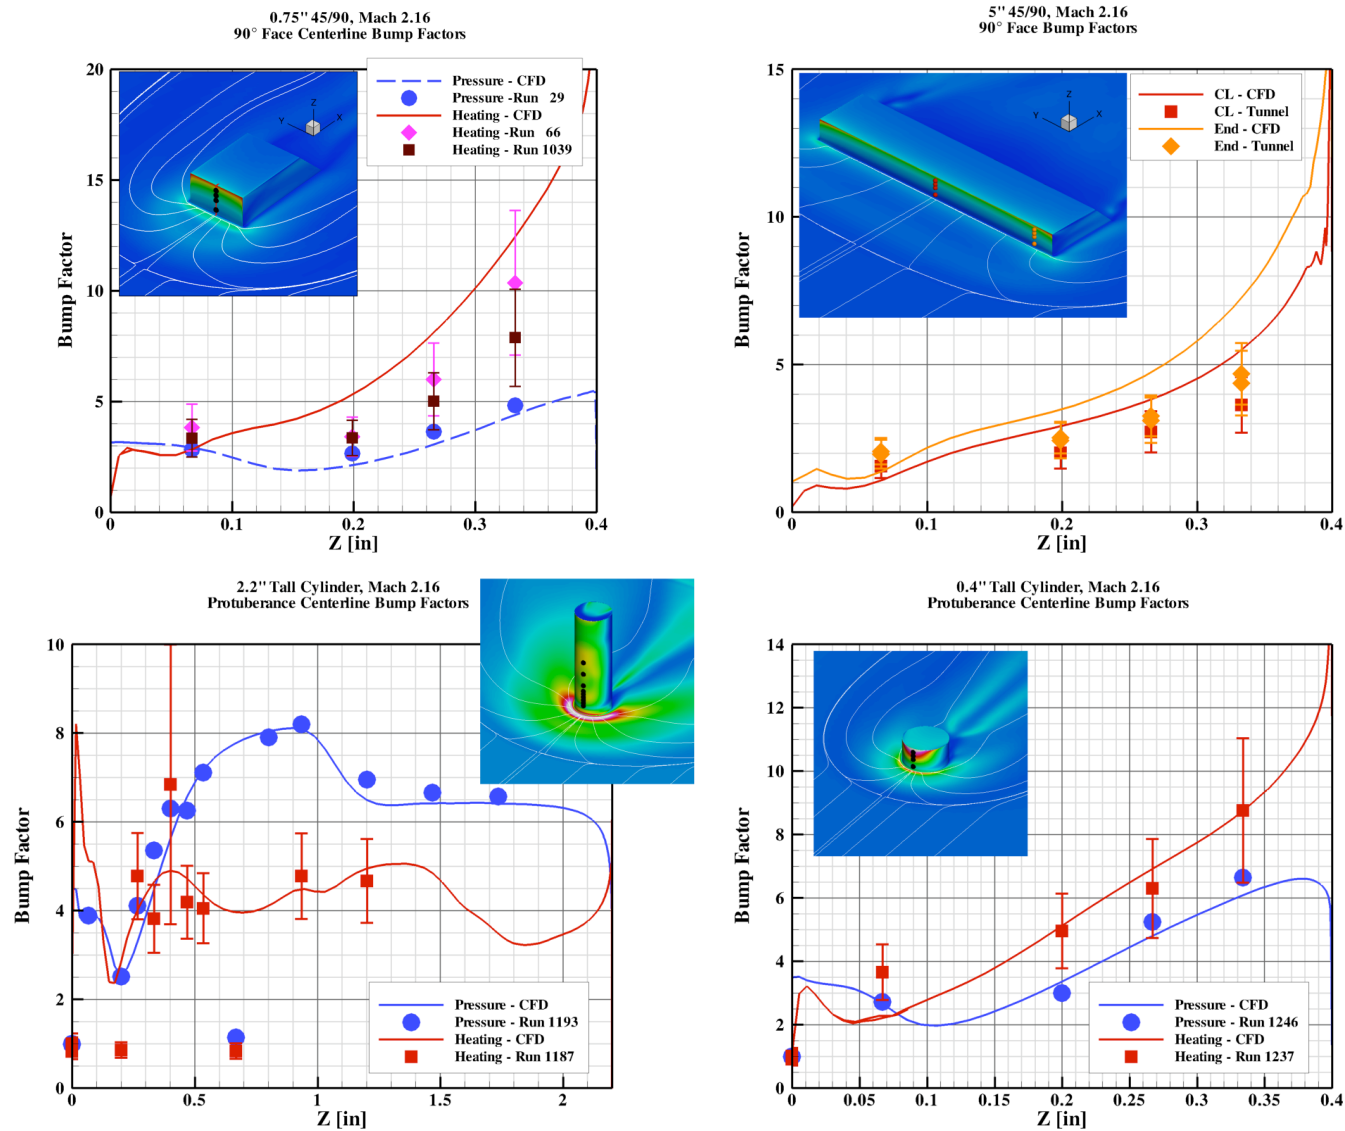 0.75" 45/90, Mach 2.16
90° Face Centerline Bump Factors
Pressure - CFD
Pressure -Run 29
Heating - CFD
Heating -Run 66
Heating - Run 1039
Z
Y
X
Bump Factor
20
15
10
5
0
0
0.1
0.2
0.3
0.4
Z [in]
5" 45/90, Mach 2.16
90° Face Bump Factors
CL - CFD
CL - Tunnel
End - CFD
End - Tunnel
Z
Y
X
Bump Factor
15
10
5
0
0
0.1
0.2
0.3
0.4
Z [in]
2.2" Tall Cylinder, Mach 2.16
Protuberance Centerline Bump Factors
Bump Factor
10
8
6
4
2
0
Pressure - CFD
Pressure - Run 1193
Heating - CFD
Heating - Run 1187
0
0.5
1
1.5
2
Z [in]
0.4" Tall Cylinder, Mach 2.16
Protuberance Centerline Bump Factors
Bump Factor
14
12
10
8
6
4
2
0
Pressure - CFD
Pressure - Run 1246
Heating - CFD
Heating - Run 1237
0
0.05
0.1
0.15
0.2
0.25
0.3
0.35
0.4
Z [in]